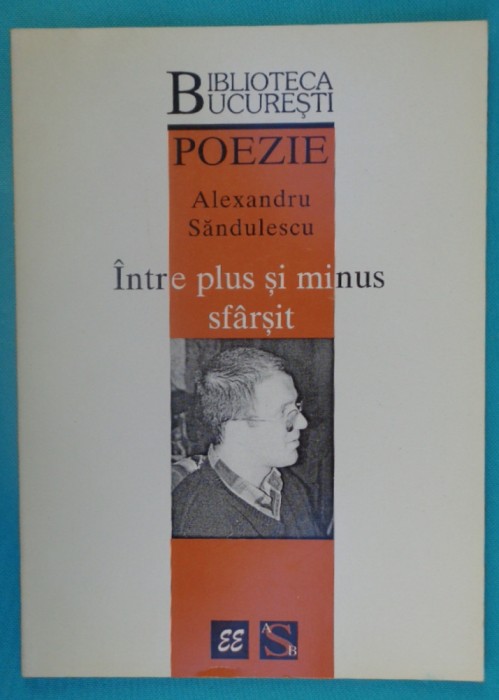 BIBLIOTECA
BUCUREȘTI
POEZIE
Alexandru
Săndulescu
Între plus și minus
sfârșit
EE
ASB